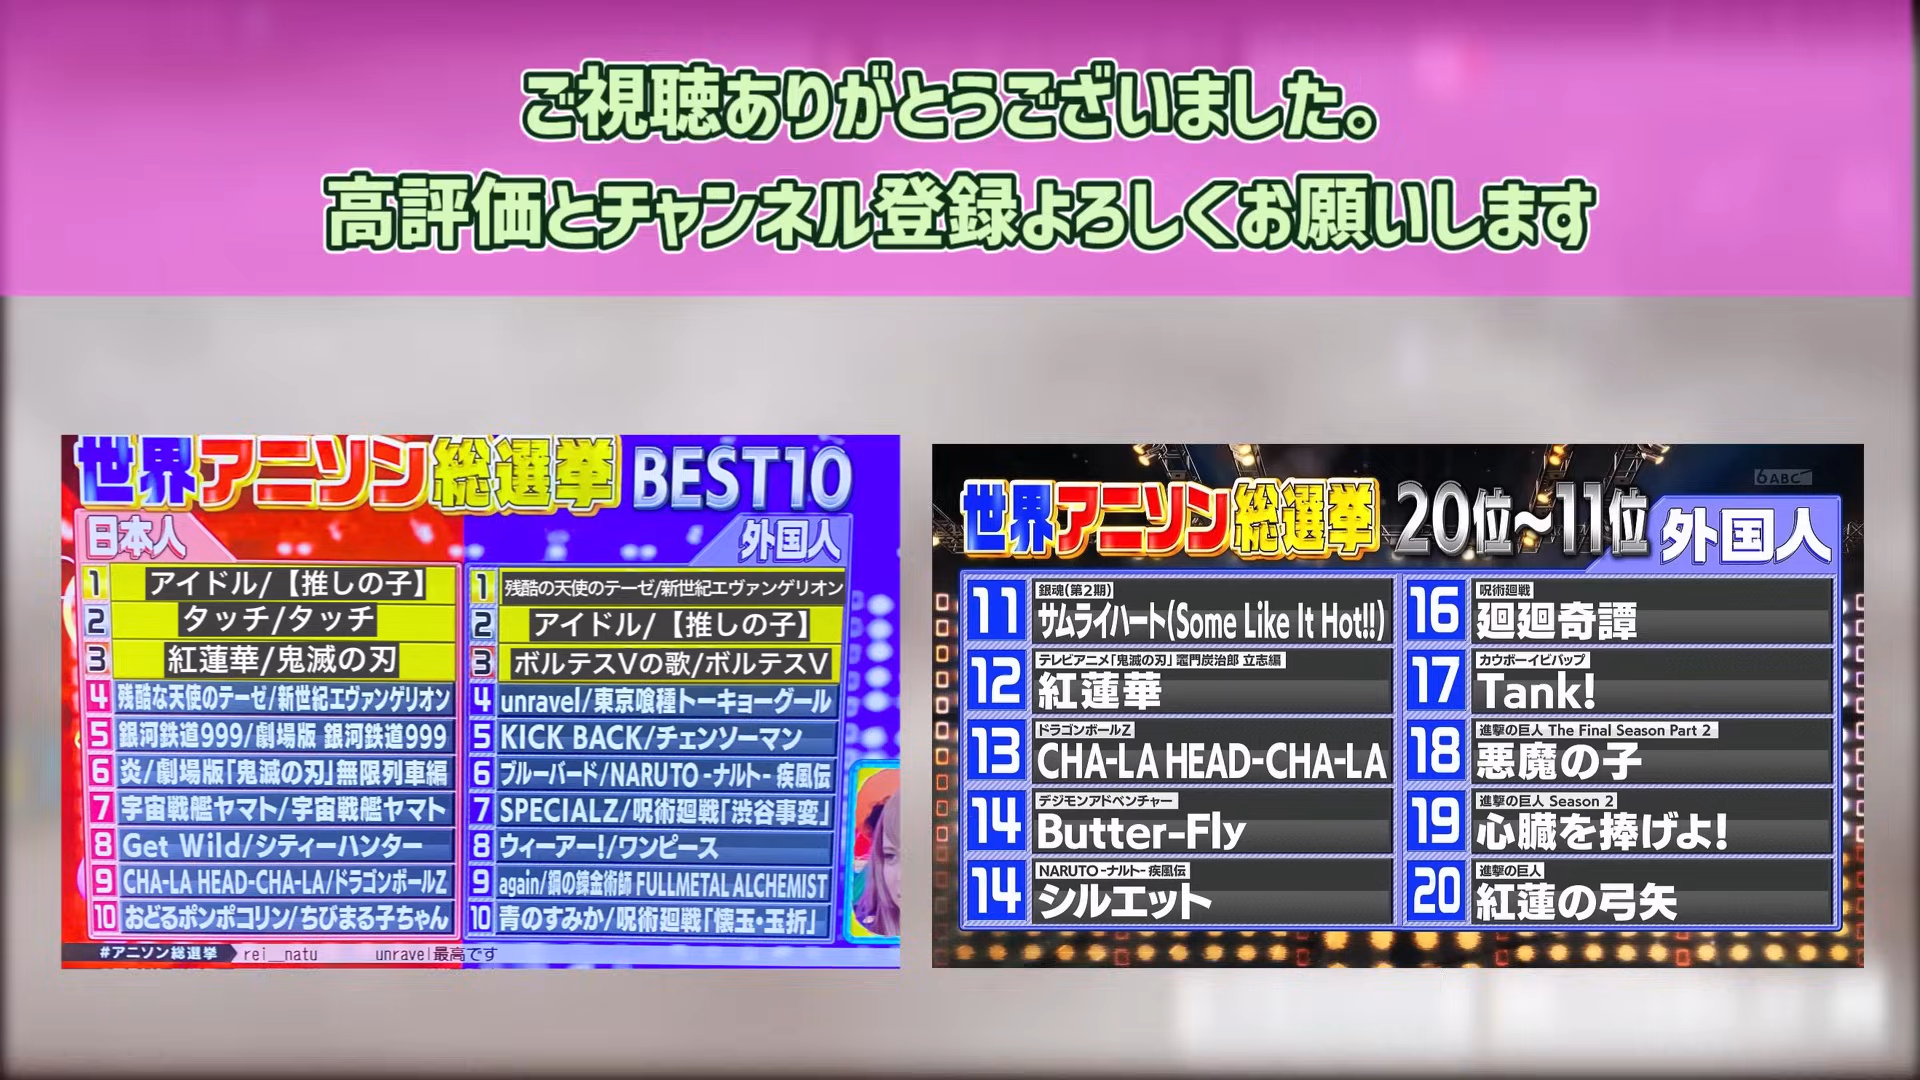 ご視聴ありがとうございました。
高評価とチャンネル登録よろしくお願いします
世界アニソン総選挙 BEST10
日本人
1 アイドル/【推しの子】
2 タッチ/タッチ
3 紅蓮華/鬼滅の刃
4 残酷な天使のテーゼ/新世紀エヴァンゲリオン
5 銀河鉄道999/劇場版 銀河鉄道999
6 炎/劇場版「鬼滅の刃」無限列車編
7 宇宙戦艦ヤマト/宇宙戦艦ヤマト
8 Get Wild/シティーハンター
9 CHA-LA HEAD-CHA-LA/ドラゴンボールZ
10 おどるポンポコリン/ちびまる子ちゃん
外国人
1 残酷の天使のテーゼ/新世紀エヴァンゲリオン
2 アイドル/【推しの子】
3 ボルテスVの歌/ボルテスV
4 unravel/東京喰種トーキョーグール
5 KICK BACK/チェンソーマン
6 ブルーバード/NARUTO -ナルト- 疾風伝
7 SPECIALZ/呪術廻戦「渋谷事変」
8 ウィーアー!/ワンピース
9 again/鋼の錬金術師 FULLMETAL ALCHEMIST
10 青のすみか/呪術廻戦「懐玉・玉折」
#アニソン総選挙 rei__natu unravel最高です
6ABC
世界アニソン総選挙 20位~11位 外国人
11 銀魂(第2期)
サムライハート(Some Like It Hot!!)
12 テレビアニメ「鬼滅の刃」竈門炭治郎 立志編
紅蓮華
13 ドラゴンボールZ
CHA-LA HEAD-CHA-LA
14 デジモンアドベンチャー
Butter-Fly
14 NARUTO -ナルト- 疾風伝
シルエット
16 呪術廻戦
廻廻奇譚
17 カウボーイビバップ
Tank!
18 進撃の巨人 The Final Season Part 2
悪魔の子
19 進撃の巨人 Season 2
心臓を捧げよ!
20 進撃の巨人
紅蓮の弓矢